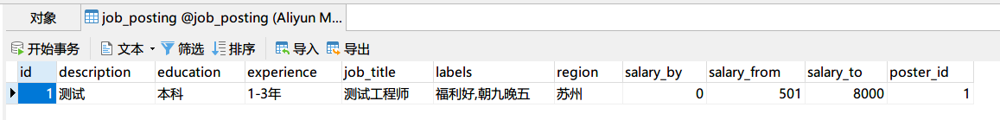 对象 job_posting @job_posting (Aliyun M...
开始事务 文本 筛选 排序 导入 导出
id description education experience job_title labels region salary_by salary_from salary_to poster_id
1 测试 本科 1-3年 测试工程师 福利好,朝九晚五 苏州 0 501 8000 1